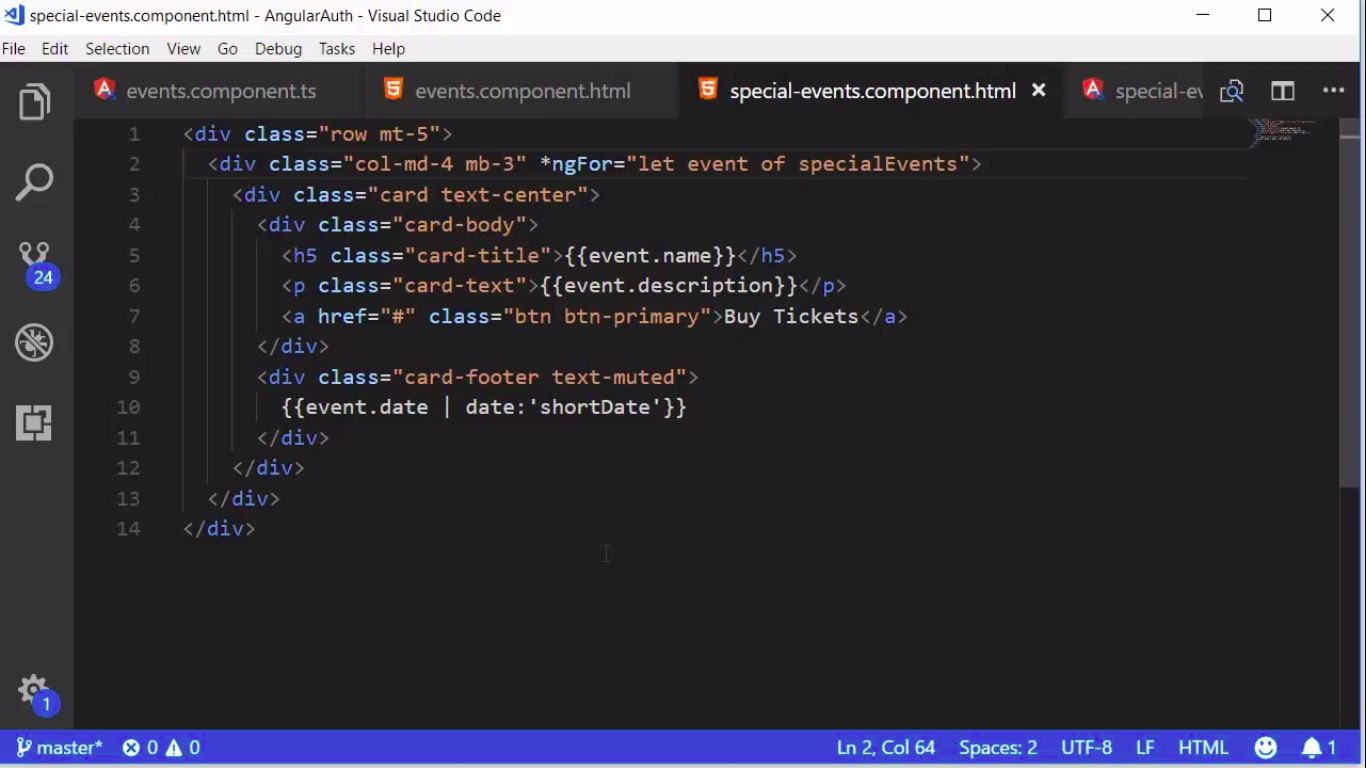 special-events.component.html - AngularAuth - Visual Studio Code
File Edit Selection View Go Debug Tasks Help
events.component.ts events.component.html special-events.component.html special-ev
1 <div class="row mt-5">
2 <div class="col-md-4 mb-3" *ngFor="let event of specialEvents">
3 <div class="card text-center">
4 <div class="card-body">
5 <h5 class="card-title">{{event.name}}</h5>
6 <p class="card-text">{{event.description}}</p>
7 <a href="#" class="btn btn-primary">Buy Tickets</a>
8 </div>
9 <div class="card-footer text-muted">
10 {{event.date | date:'shortDate'}}
11 </div>
12 </div>
13 </div>
14 </div>
24
1
master* 0 0 Ln 2, Col 64 Spaces: 2 UTF-8 LF HTML 1